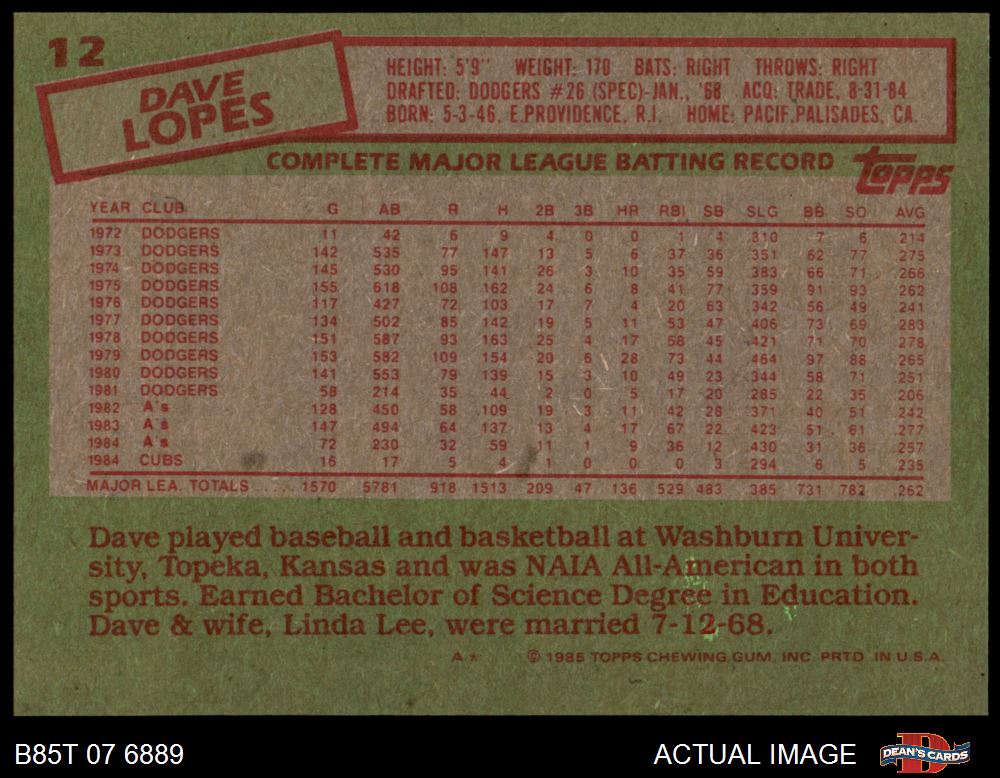 12
DAVE
LOPES
HEIGHT: 5'9" WEIGHT: 170 BATS: RIGHT THROWS: RIGHT
DRAFTED: DODGERS #26 (SPEC)-JAN., '68 ACQ: TRADE, 8-31-84
BORN: 5-3-46, E.PROVIDENCE, R.I. HOME: PACIF.PALISADES, CA.
COMPLETE MAJOR LEAGUE BATTING RECORD
topps
YEAR CLUB G AB R H 2B 3B HR RBI SB SLG BB SO AVG
1972 DODGERS 11 42 6 9 4 0 0 1 4 310 7 6 214
1973 DODGERS 142 535 77 147 13 5 6 37 36 351 62 77 275
1974 DODGERS 145 530 95 141 26 3 10 35 59 383 66 71 266
1975 DODGERS 155 618 108 162 24 6 8 41 77 359 91 93 262
1976 DODGERS 117 427 72 103 17 7 4 20 63 342 56 49 241
1977 DODGERS 134 502 85 142 19 5 11 53 47 406 73 69 283
1978 DODGERS 151 587 93 163 25 4 17 58 45 421 71 70 278
1979 DODGERS 153 582 109 154 20 6 28 73 44 464 97 88 265
1980 DODGERS 141 553 79 139 15 3 10 49 23 344 58 71 251
1981 DODGERS 58 214 35 44 2 0 5 17 20 285 22 35 206
1982 A's 128 450 58 109 19 3 11 42 28 371 40 51 242
1983 A's 147 494 64 137 13 4 17 67 22 423 51 61 277
1984 A's 72 230 32 59 11 1 9 36 12 430 31 36 257
1984 CUBS 16 17 5 4 1 0 0 0 3 294 6 5 235
MAJOR LEA. TOTALS .... 1570 5781 918 1513 209 47 136 529 483 385 731 782 .262
Dave played baseball and basketball at Washburn Univer-
sity, Topeka, Kansas and was NAIA All-American in both
sports. Earned Bachelor of Science Degree in Education.
Dave & wife, Linda Lee, were married 7-12-68.
A* © 1985 TOPPS CHEWING GUM, INC. PRTD. IN U.S.A.
B85T 07 6889 ACTUAL IMAGE DEAN'S CARDS